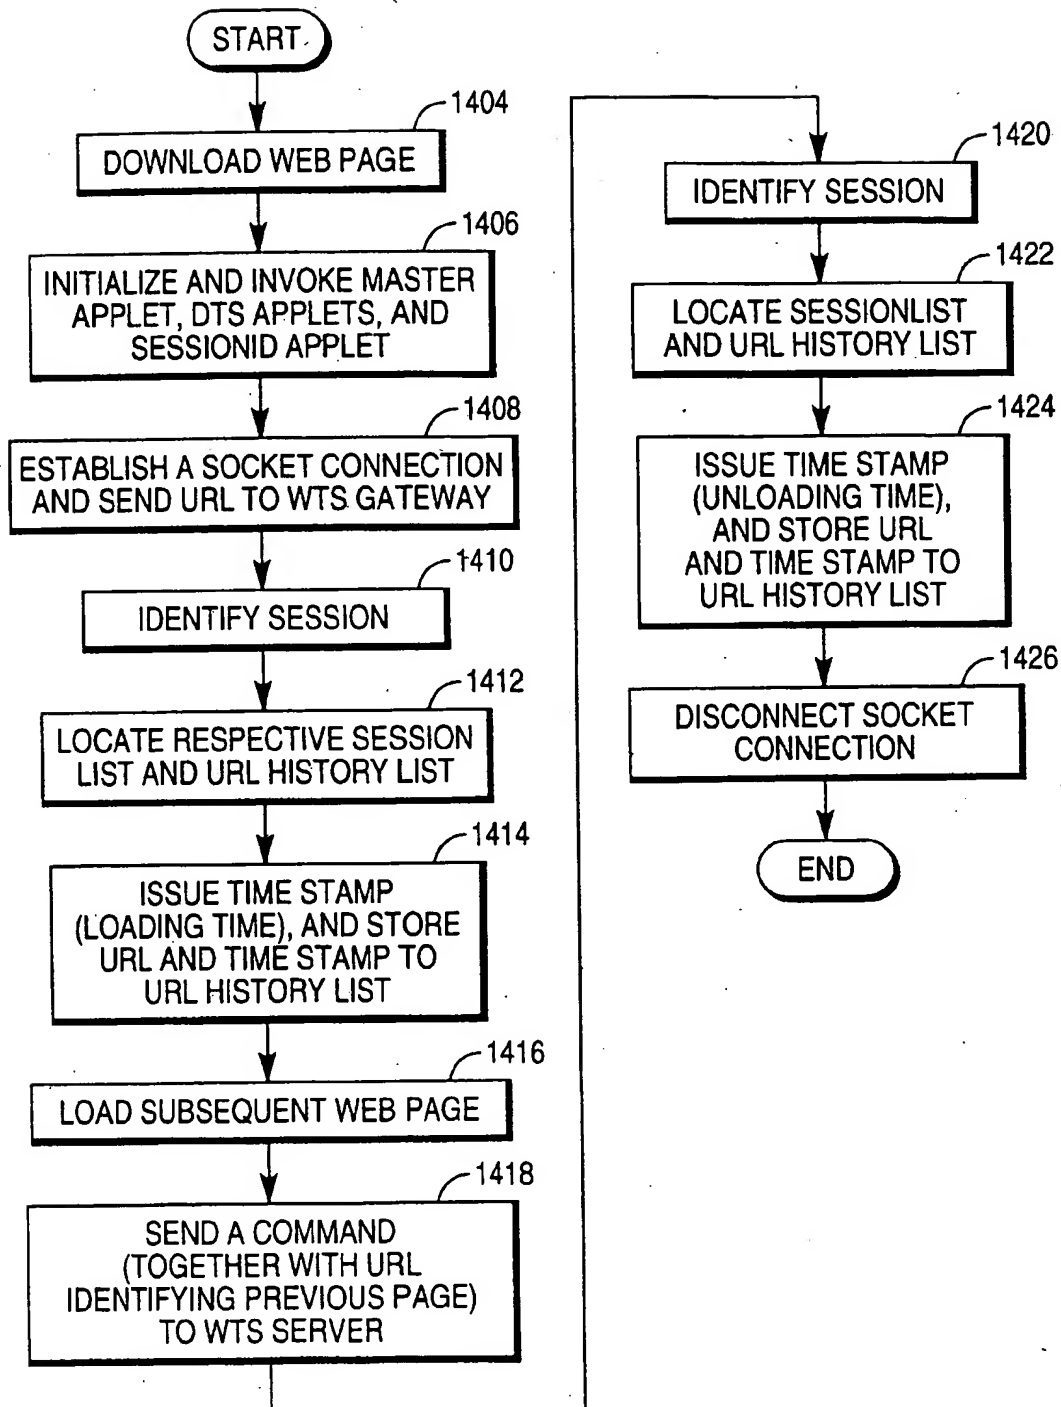 START
1404
DOWNLOAD WEB PAGE
1406
INITIALIZE AND INVOKE MASTER
APPLET, DTS APPLETS, AND
SESSIONID APPLET
1408
ESTABLISH A SOCKET CONNECTION
AND SEND URL TO WTS GATEWAY
1410
IDENTIFY SESSION
1412
LOCATE RESPECTIVE SESSION
LIST AND URL HISTORY LIST
1414
ISSUE TIME STAMP
(LOADING TIME), AND STORE
URL AND TIME STAMP TO
URL HISTORY LIST
1416
LOAD SUBSEQUENT WEB PAGE
1418
SEND A COMMAND
(TOGETHER WITH URL
IDENTIFYING PREVIOUS PAGE)
TO WTS SERVER
1420
IDENTIFY SESSION
1422
LOCATE SESSIONLIST
AND URL HISTORY LIST
1424
ISSUE TIME STAMP
(UNLOADING TIME),
AND STORE URL
AND TIME STAMP TO
URL HISTORY LIST
1426
DISCONNECT SOCKET
CONNECTION
END